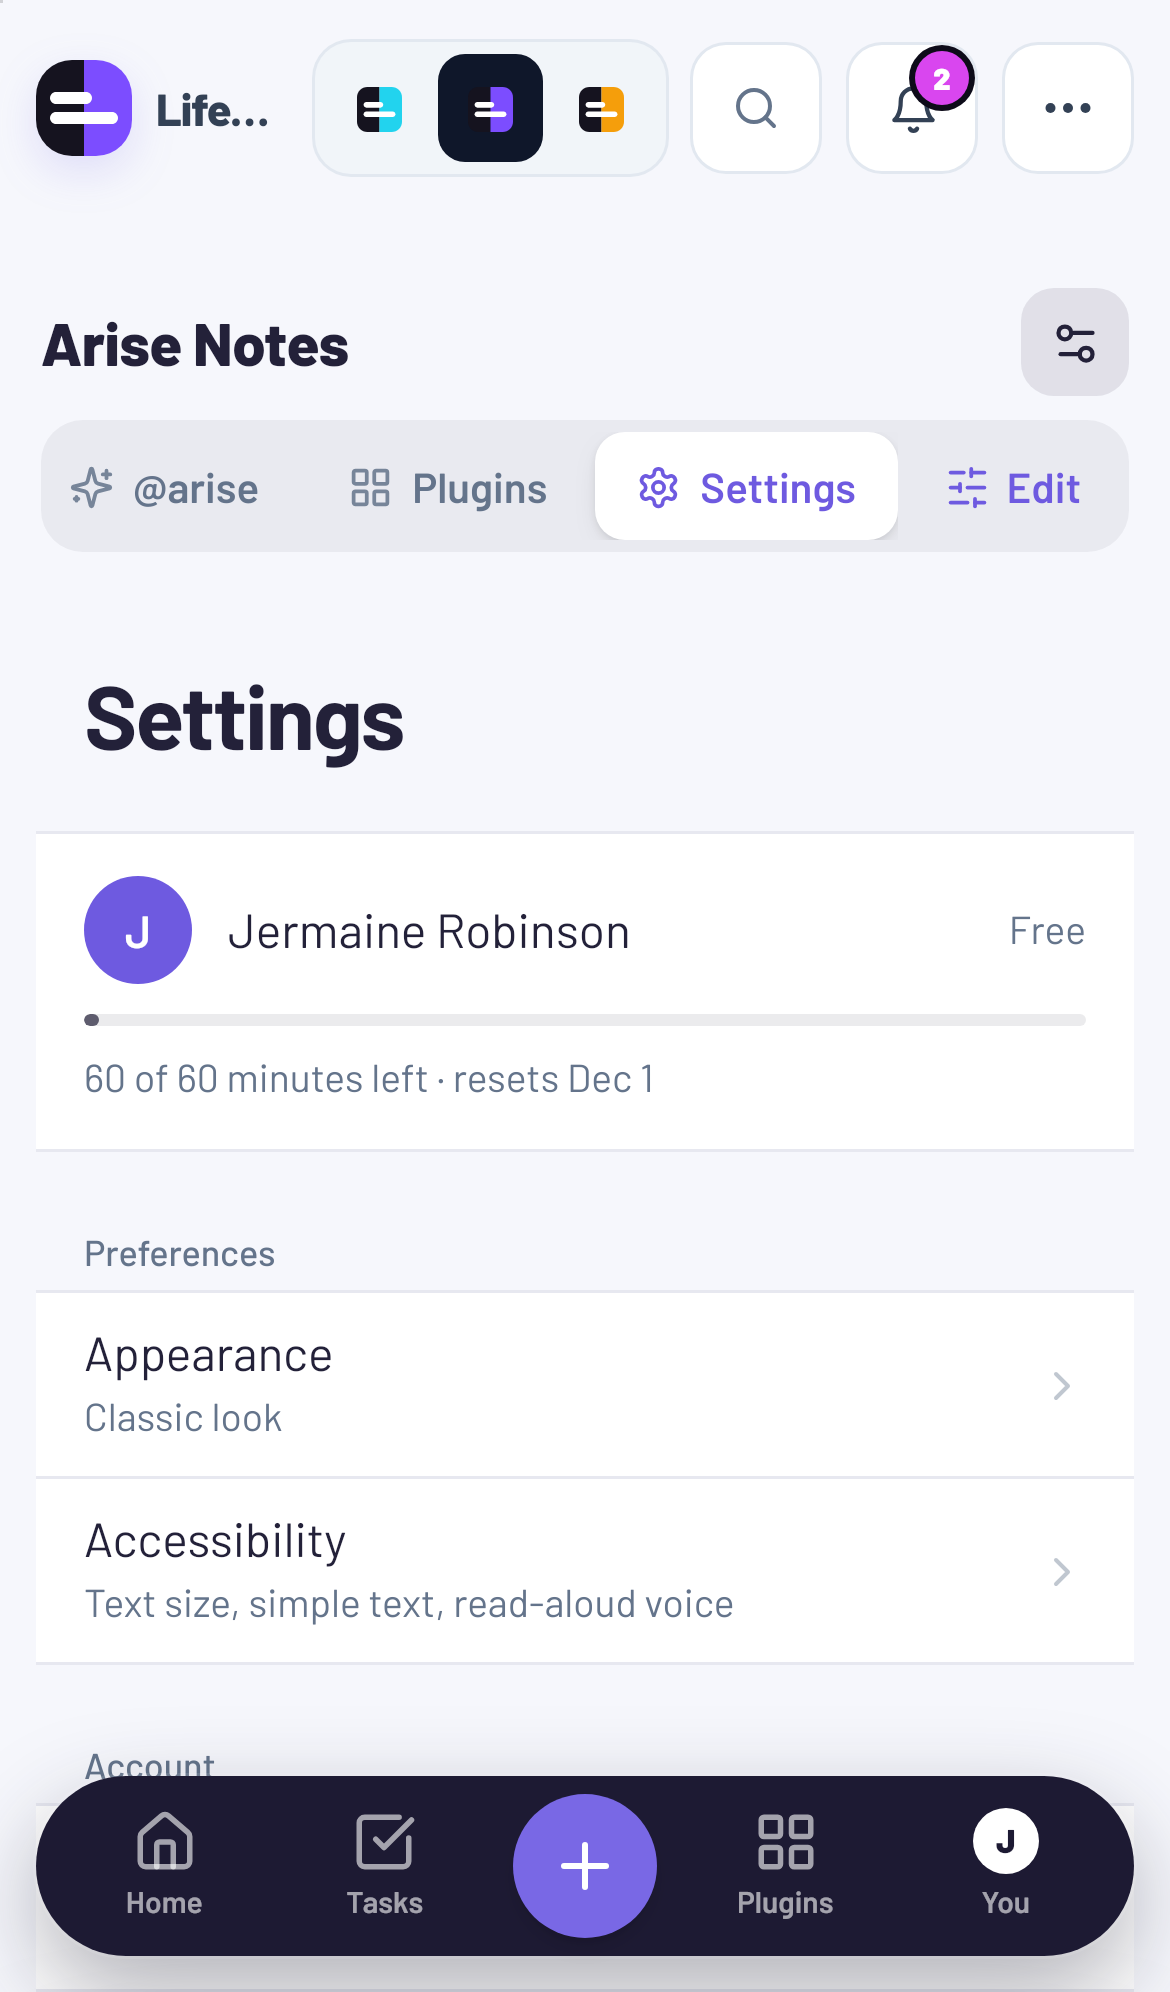 Life...
2
Arise Notes
@arise
Plugins
Settings
Edit
Settings
J
Jermaine Robinson
Free
60 of 60 minutes left · resets Dec 1
Preferences
Appearance
Classic look
Accessibility
Text size, simple text, read-aloud voice
Account
Home
Tasks
Plugins
J
You